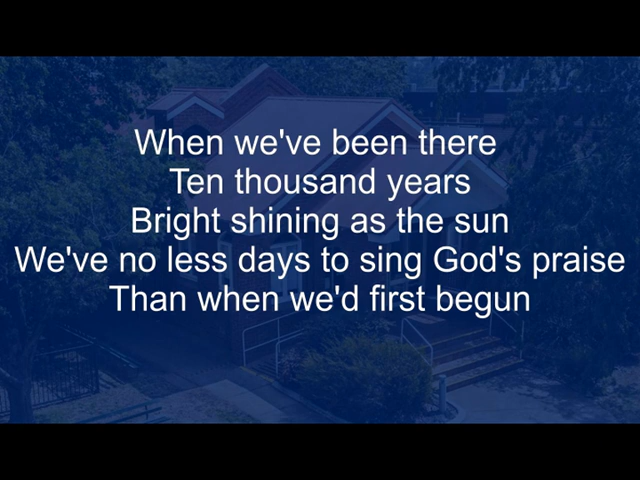 When we've been there
Ten thousand years
Bright shining as the sun
We've no less days to sing God's praise
Than when we'd first begun